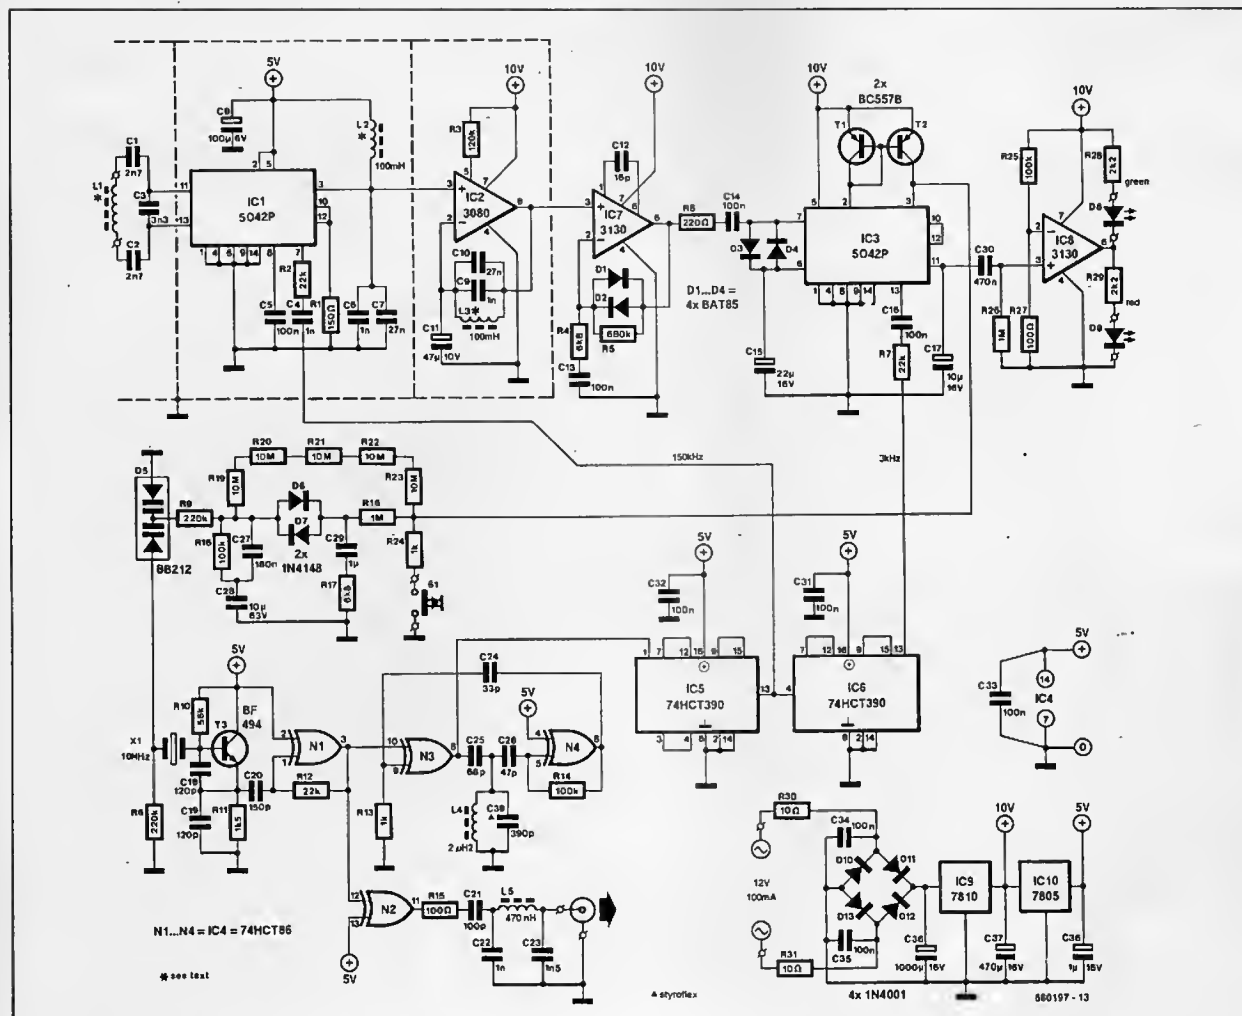 5V
10V
10V
10V
2x
BC557B
10V
C8
100µ 6V
L2
*
100mH
R3
120k
C12
T1
T2
R25
100k
R28
2k2
green
C1
2n7
L1
*
C3
3n3
C2
2n7
IC1
5042P
IC2
3080
IC7
3130
R8
220Ω
C14
100n
D3
D4
IC3
5042P
C30
470n
IC8
3130
D8
R29
2k2
red
D9
R2
22k
C4
1n
R1
150Ω
C5
100n
C6
1n
C7
27n
C10
27n
C9
1n
L3*
100mH
C11
47µ 10V
D1
D2
R4
6k8
680k
R5
C13
100n
D1...D4 =
4x BAT85
C15
22µ
16V
C16
100n
R7
22k
C17
10µ
16V
R26
1M
R27
100Ω
150kHz
3kHz
R20
10M
R21
10M
R22
10M
R19
10M
R23
10M
D5
BB212
R9
220k
D6
D7
2x
1N4148
R16
100k
C27
180n
C28
10µ
63V
C29
1µ
R17
6k8
1M
R24
1k
S1
5V
C32
100n
5V
C31
100n
IC5
74HCT390
IC6
74HCT390
5V
C33
100n
IC4
14
7
5V
R10
56k
BF
494
T3
X1
10MHz
C18
120p
C19
120p
R11
1k5
C20
150p
R12
22k
R6
220k
N1
N3
N4
N2
C24
33p
5V
C25
68p
C26
47p
R14
100k
R13
1k
L4
2µH2
390p
R15
100Ω
C21
100p
L5
470nH
C22
1n
C23
1n5
5V
N1...N4 = IC4 = 74HCT86
* see text
▲ styroflex
R30
10Ω
C34
100n
D10
D11
D13
D12
12V
100mA
C35
100n
R31
10Ω
4x 1N4001
10V
5V
IC9
7810
IC10
7805
C36
1000µ 16V
C37
470µ 16V
1µ 16V
880197 - 13